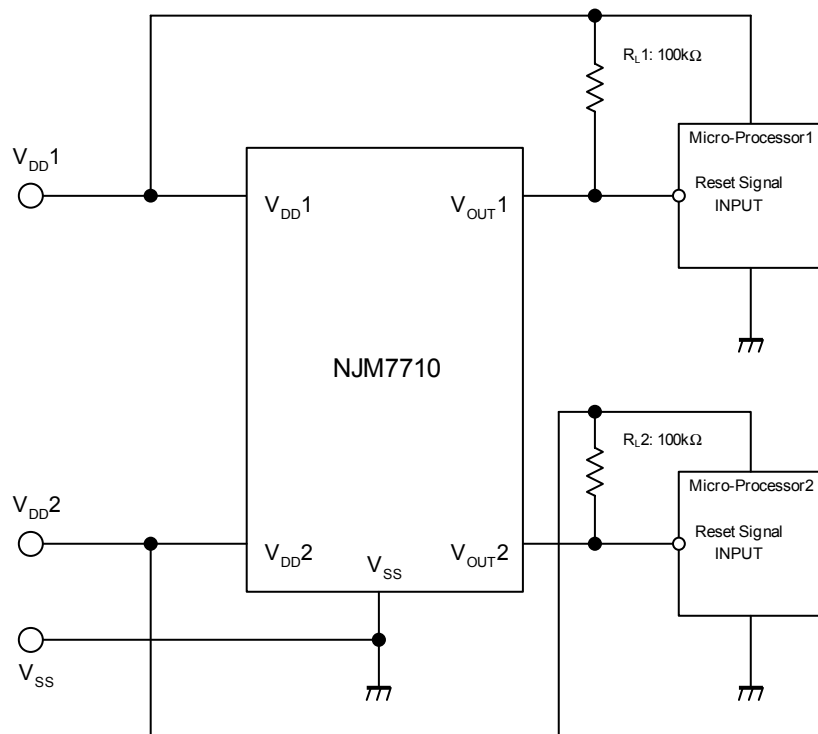 R_L1: 100kΩ
Micro-Processor1
V_DD1
Reset Signal
INPUT
V_DD1
V_OUT1
NJM7710
R_L2: 100kΩ
Micro-Processor2
V_DD2
Reset Signal
INPUT
V_DD2
V_SS
V_OUT2
V_SS